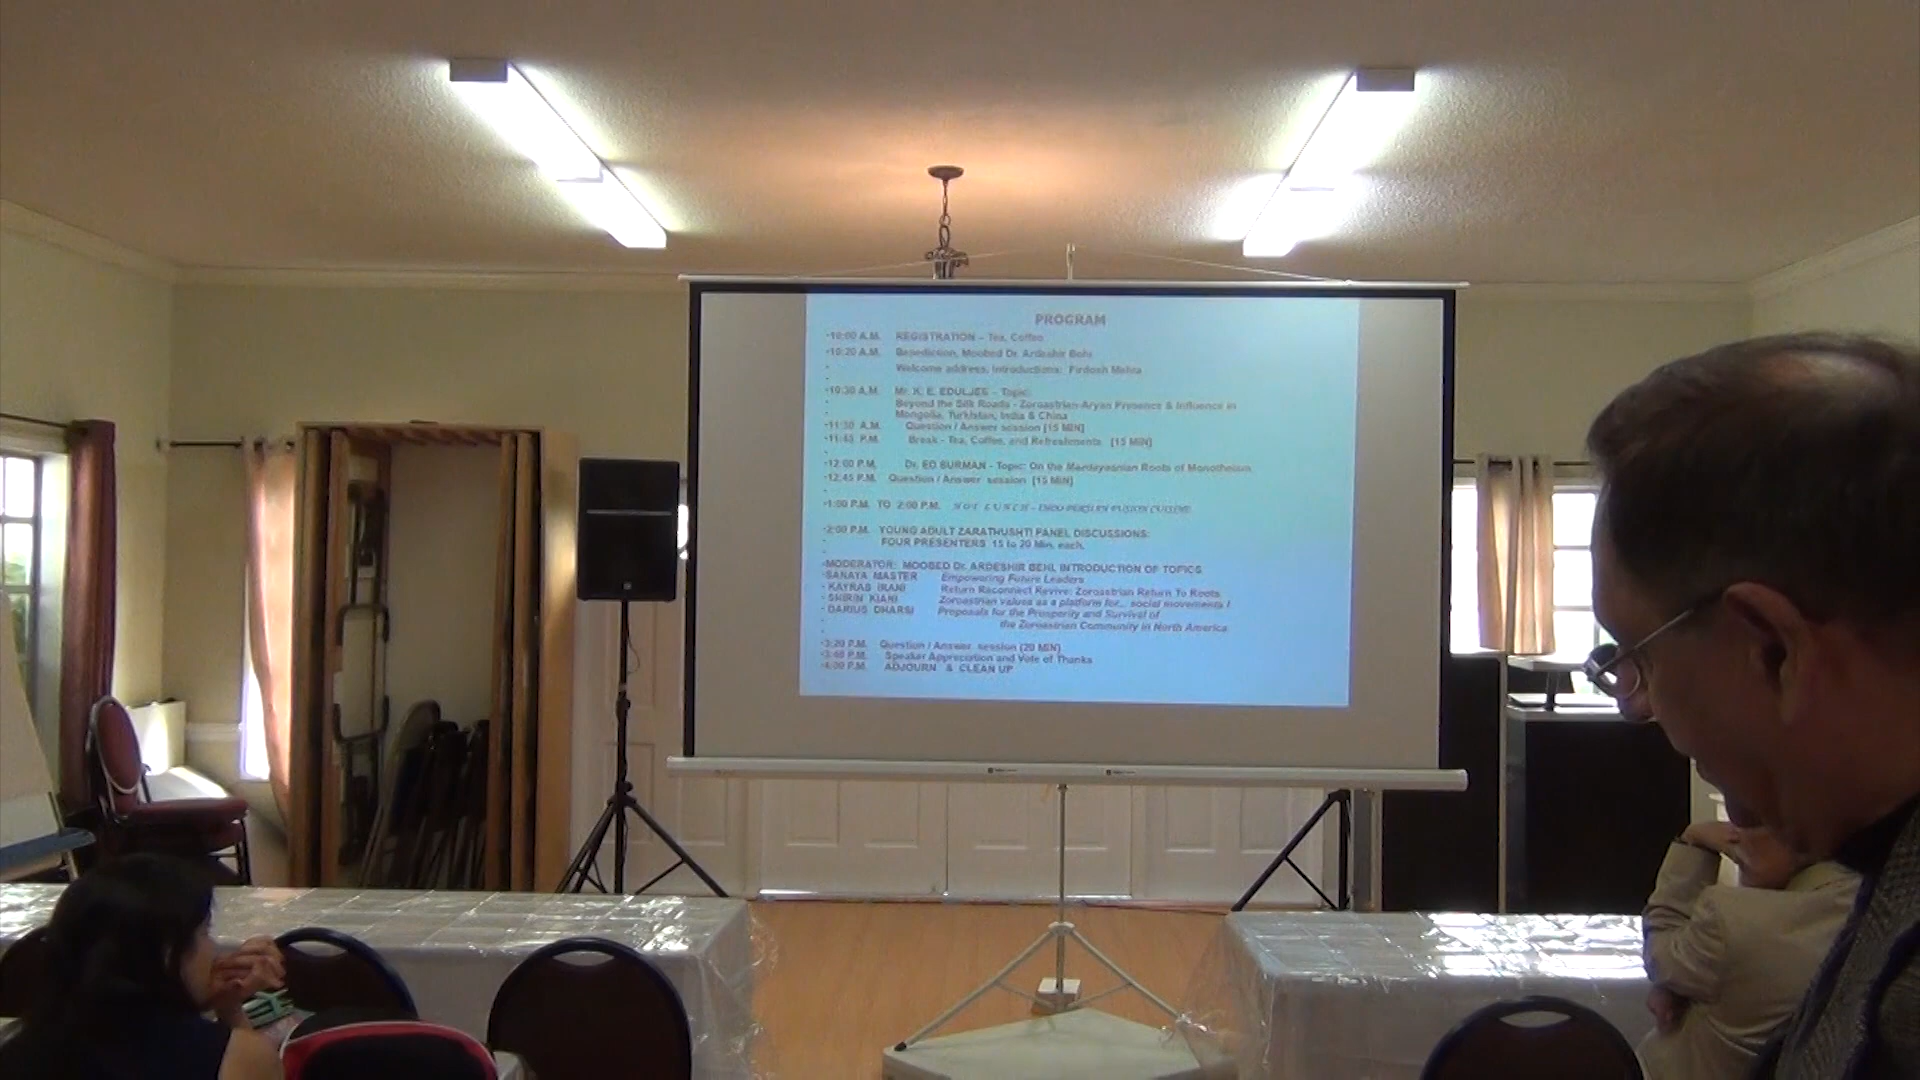 PROGRAM
•10:00 A.M. REGISTRATION – Tea, Coffee
•10:20 A.M. Benediction, Moobed Dr. Ardeshir Behi
Welcome address, Introductions: Firdosh Mehta
•10:30 A.M. Mr. K. E. EDULJEE – Topic:
Beyond the Silk Roads - Zoroastrian-Aryan Presence & Influence in
Mongolia, Turkistan, India & China
•11:30 A.M. Question / Answer session [15 MIN]
•11:45 P.M. Break - Tea, Coffee, and Refreshments [15 MIN]
•12:00 P.M. Dr. ED BURMAN - Topic: On the Mandayasnian Roots of Monotheism
•12:45 P.M. Question / Answer session [15 MIN]
•1:00 P.M. TO 2:00 P.M. HOT LUNCH – INDO PERSIAN FUSION CUISINE
•2:00 P.M. YOUNG ADULT ZARATHUSHTI PANEL DISCUSSIONS:
FOUR PRESENTERS 15 to 20 Min. each.
•MODERATOR: MOOBED Dr. ARDESHIR BEHI, INTRODUCTION OF TOPICS
•SANAYA MASTER Empowering Future Leaders
• KAYRAS IRANI Return Reconnect Revive: Zoroastrian Return To Roots
• SHIRIN KIANI Zoroastrian values as a platform for... social movements !
• DARIUS DHARSI Proposals for the Prosperity and Survival of
the Zoroastrian Community in North America
•3:20 P.M. Question / Answer session (20 MIN)
•3:40 P.M. Speaker Appreciation and Vote of Thanks
•4:00 P.M. ADJOURN & CLEAN UP